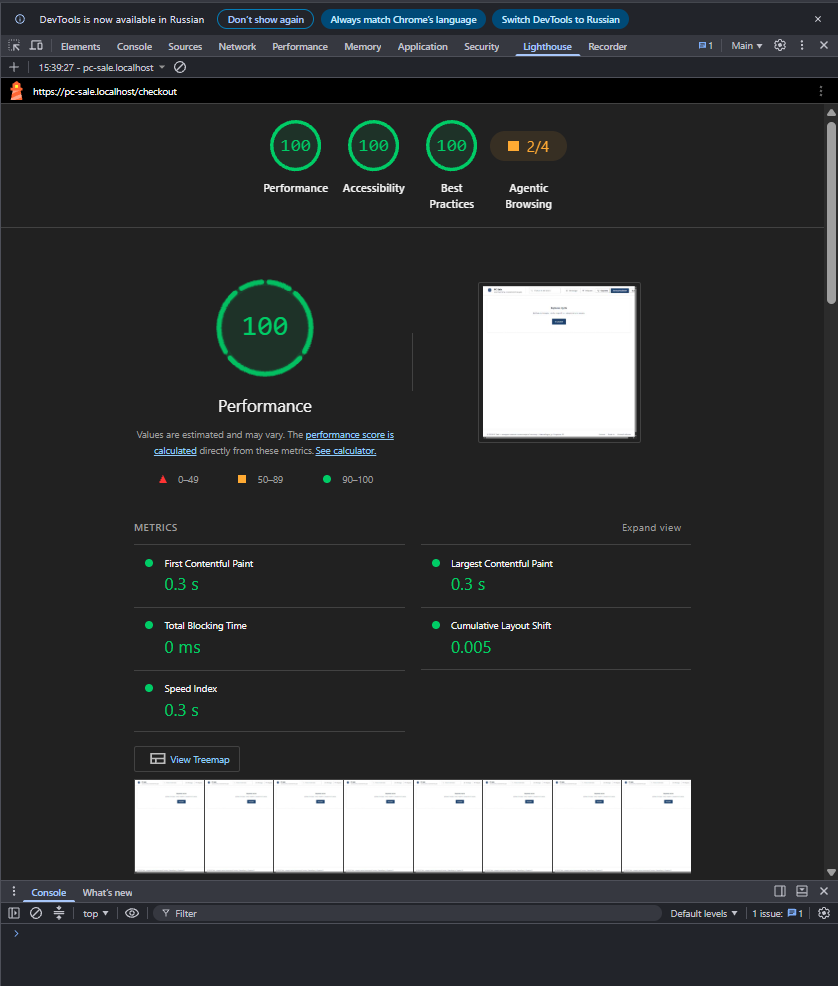 DevTools is now available in Russian Don't show again Always match Chrome's language Switch DevTools to Russian
Elements Console Sources Network Performance Memory Application Security Lighthouse Recorder 1 Main
15:39:27 - pc-sale.localhost
https://pc-sale.localhost/checkout
100 100 100 2/4
Performance Accessibility Best Practices Agentic Browsing
100
Performance
Values are estimated and may vary. The performance score is
calculated directly from these metrics. See calculator.
0–49 50–89 90–100
METRICS Expand view
First Contentful Paint
0.3 s
Largest Contentful Paint
0.3 s
Total Blocking Time
0 ms
Cumulative Layout Shift
0.005
Speed Index
0.3 s
View Treemap
Console What's new
top Filter Default levels 1 issue: 1